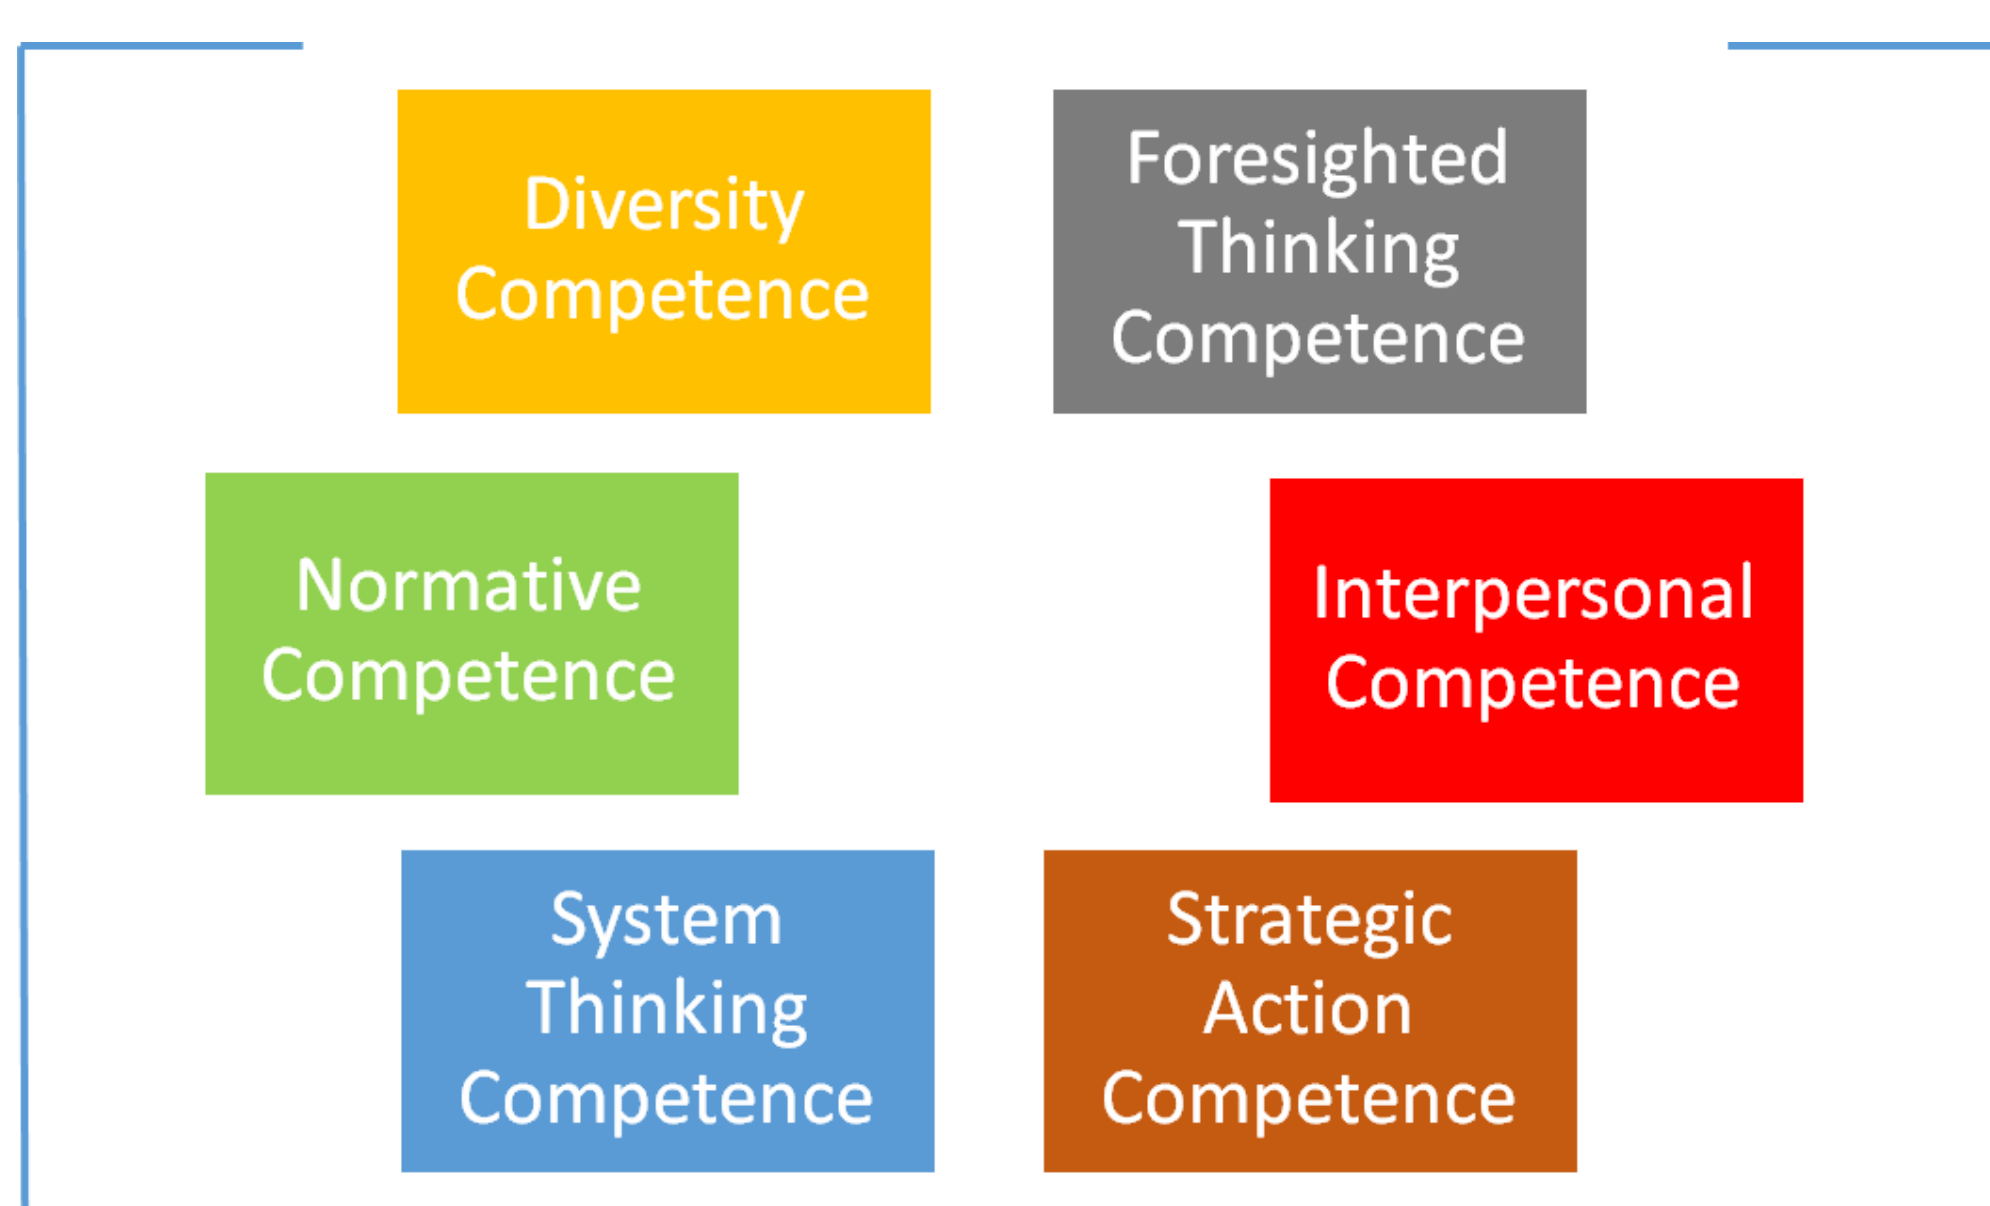 Diversity
Competence
Foresighted
Thinking
Competence
Normative
Competence
Interpersonal
Competence
System
Thinking
Competence
Strategic
Action
Competence